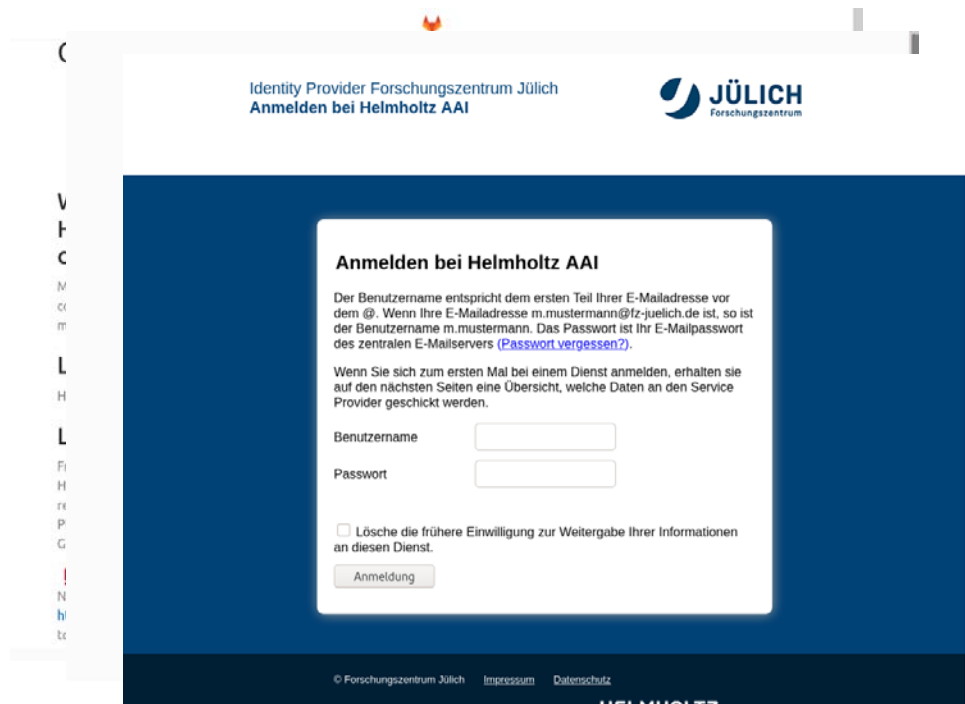 Identity Provider Forschungszentrum Jülich
Anmelden bei Helmholtz AAI
JÜLICH
Forschungszentrum
Anmelden bei Helmholtz AAI
Der Benutzername entspricht dem ersten Teil Ihrer E-Mailadresse vor
dem @. Wenn Ihre E-Mailadresse m.mustermann@fz-juelich.de ist, so ist
der Benutzername m.mustermann. Das Passwort ist Ihr E-Mailpasswort
des zentralen E-Mailservers (Passwort vergessen?).
Wenn Sie sich zum ersten Mal bei einem Dienst anmelden, erhalten sie
auf den nächsten Seiten eine Übersicht, welche Daten an den Service
Provider geschickt werden.
Benutzername
Passwort
Lösche die frühere Einwilligung zur Weitergabe Ihrer Informationen
an diesen Dienst.
Anmeldung
© Forschungszentrum Jülich Impressum Datenschutz
HELMHOLTZ